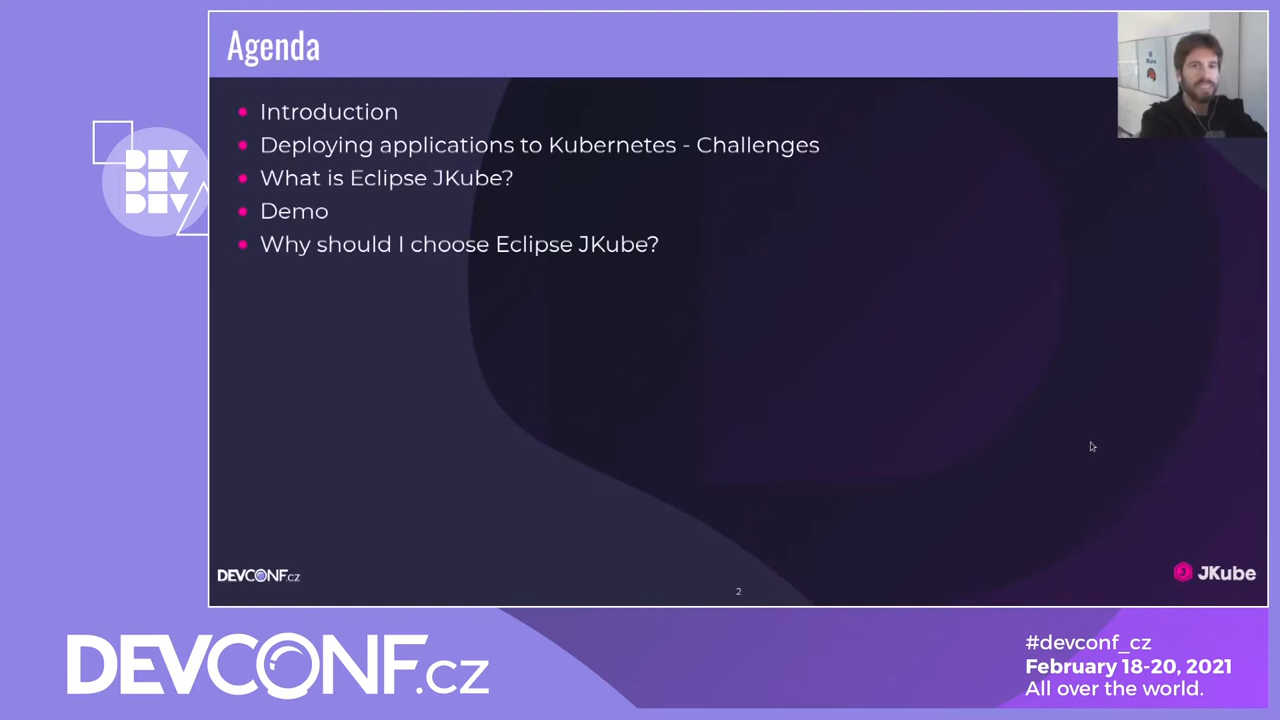 Agenda
Introduction
Deploying applications to Kubernetes - Challenges
What is Eclipse JKube?
Demo
Why should I choose Eclipse JKube?
DEV
DEV
DEV
DEVCONF.cz
2
JKube
DEVCONF.cz
#devconf_cz
February 18-20, 2021
All over the world.